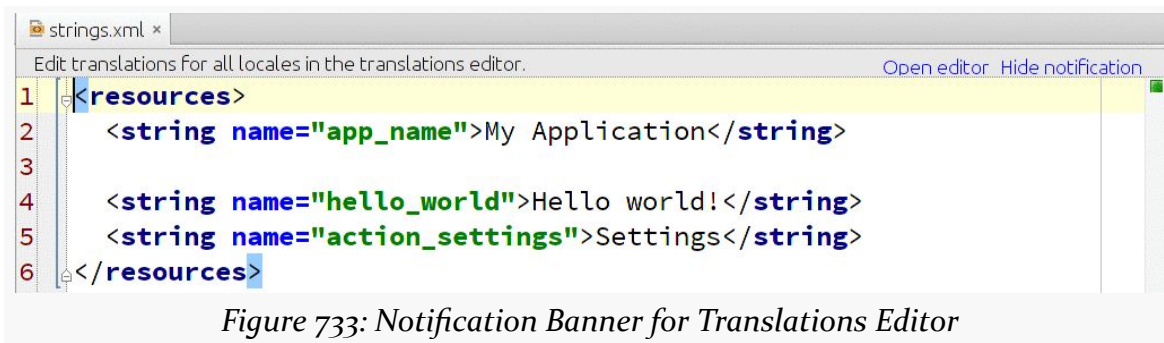 strings.xml ×
Edit translations for all locales in the translations editor. Open editor Hide notification
1 <resources>
2 <string name="app_name">My Application</string>
3
4 <string name="hello_world">Hello world!</string>
5 <string name="action_settings">Settings</string>
6 </resources>
Figure 733: Notification Banner for Translations Editor